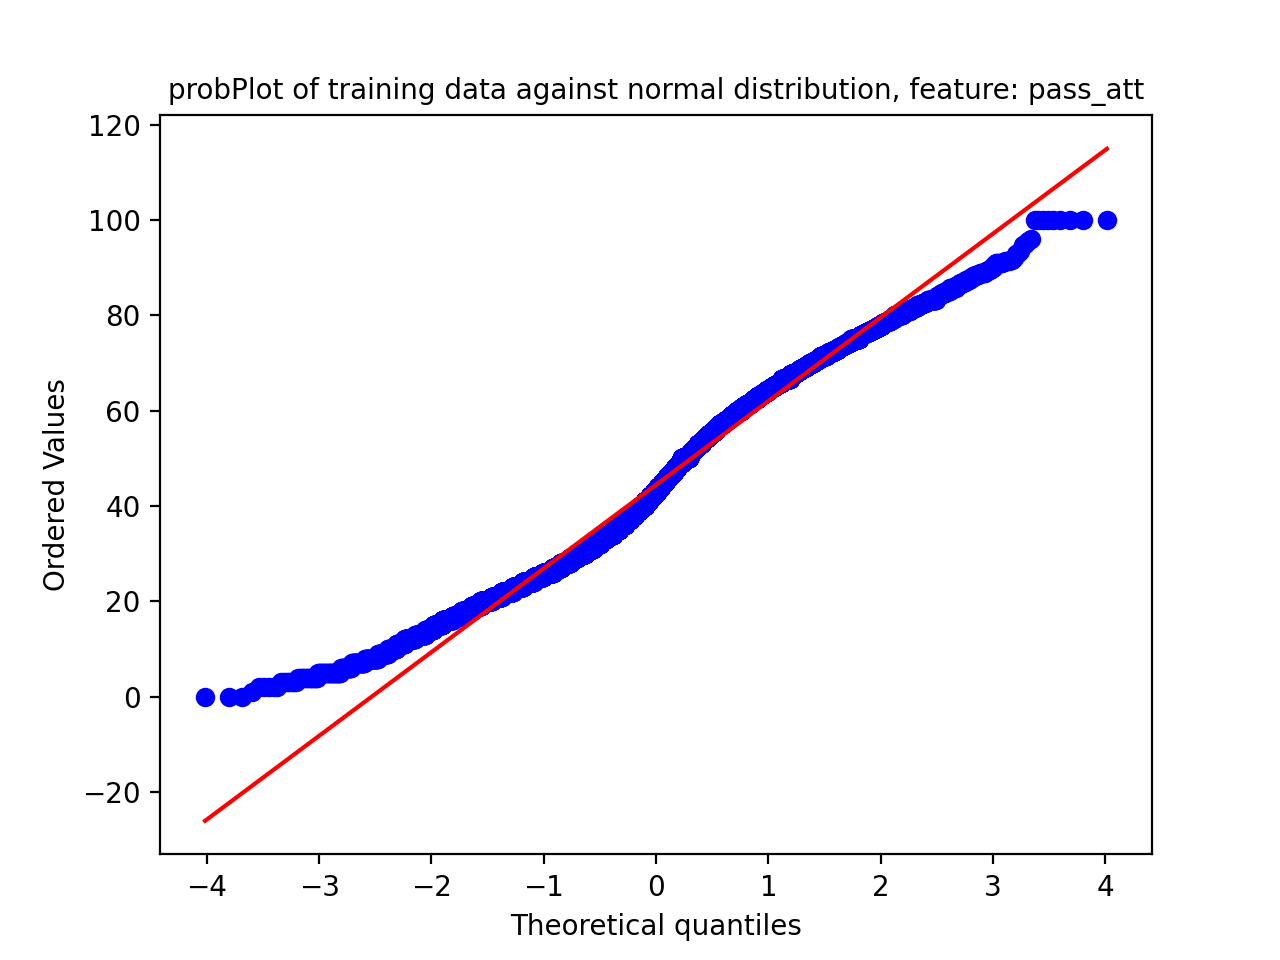 probPlot of training data against normal distribution, feature: pass_att
120
100
80
60
40
20
0
−20
Ordered Values
−4 −3 −2 −1 0 1 2 3 4
Theoretical quantiles